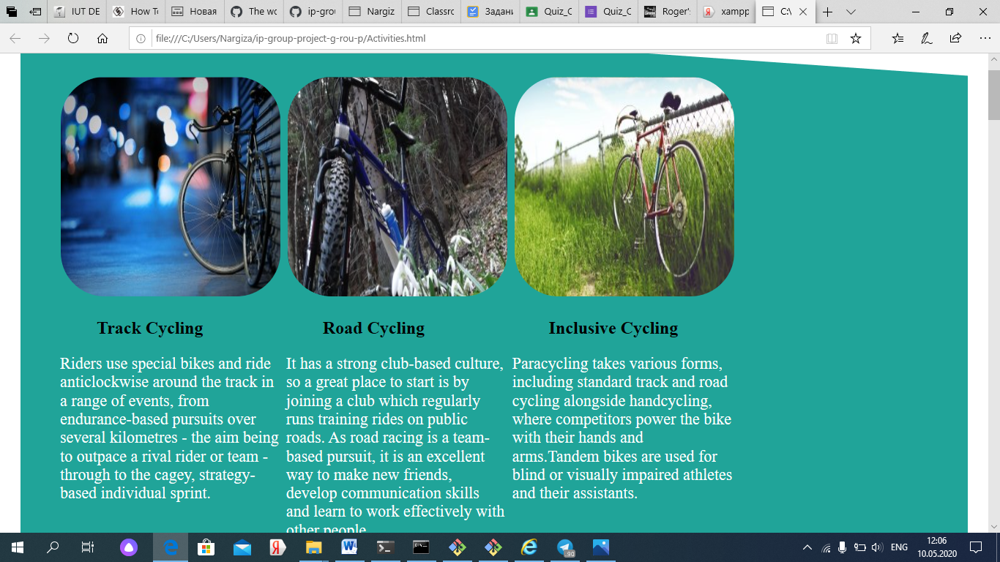 IUT DE
How To
Новая
The wo
ip-grou
Nargiz
Classro
Задани
Quiz_C
Quiz_C
Roger's
xampp
C:\
file:///C:/Users/Nargiza/ip-group-project-g-rou-p/Activities.html
Track Cycling
Riders use special bikes and ride
anticlockwise around the track in
a range of events, from
endurance-based pursuits over
several kilometres - the aim being
to outpace a rival rider or team -
through to the cagey, strategy-
based individual sprint.
Road Cycling
It has a strong club-based culture,
so a great place to start is by
joining a club which regularly
runs training rides on public
roads. As road racing is a team-
based pursuit, it is an excellent
way to make new friends,
develop communication skills
and learn to work effectively with
other people
Inclusive Cycling
Paracycling takes various forms,
including standard track and road
cycling alongside handcycling,
where competitors power the bike
with their hands and
arms.Tandem bikes are used for
blind or visually impaired athletes
and their assistants.
.90
ENG
12:06
10.05.2020